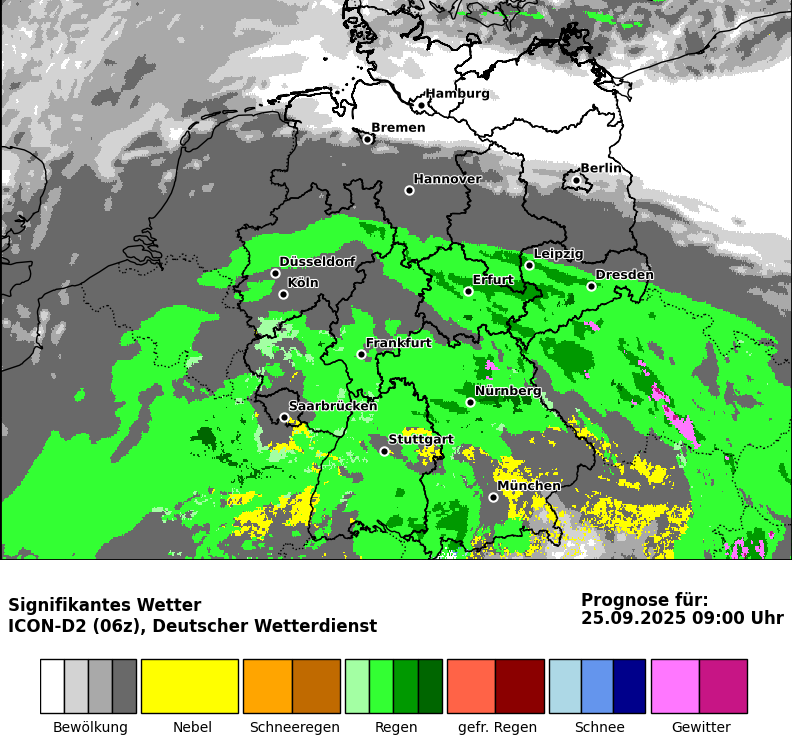 Hamburg
Bremen
Berlin
Hannover
Leipzig
Düsseldorf
Dresden
Köln
Erfurt
Frankfurt
Nürnberg
Saarbrücken
Stuttgart
München
Signifikantes Wetter
ICON-D2 (06z), Deutscher Wetterdienst
Prognose für:
25.09.2025 09:00 Uhr
Bewölkung Nebel Schneeregen Regen gefr. Regen Schnee Gewitter